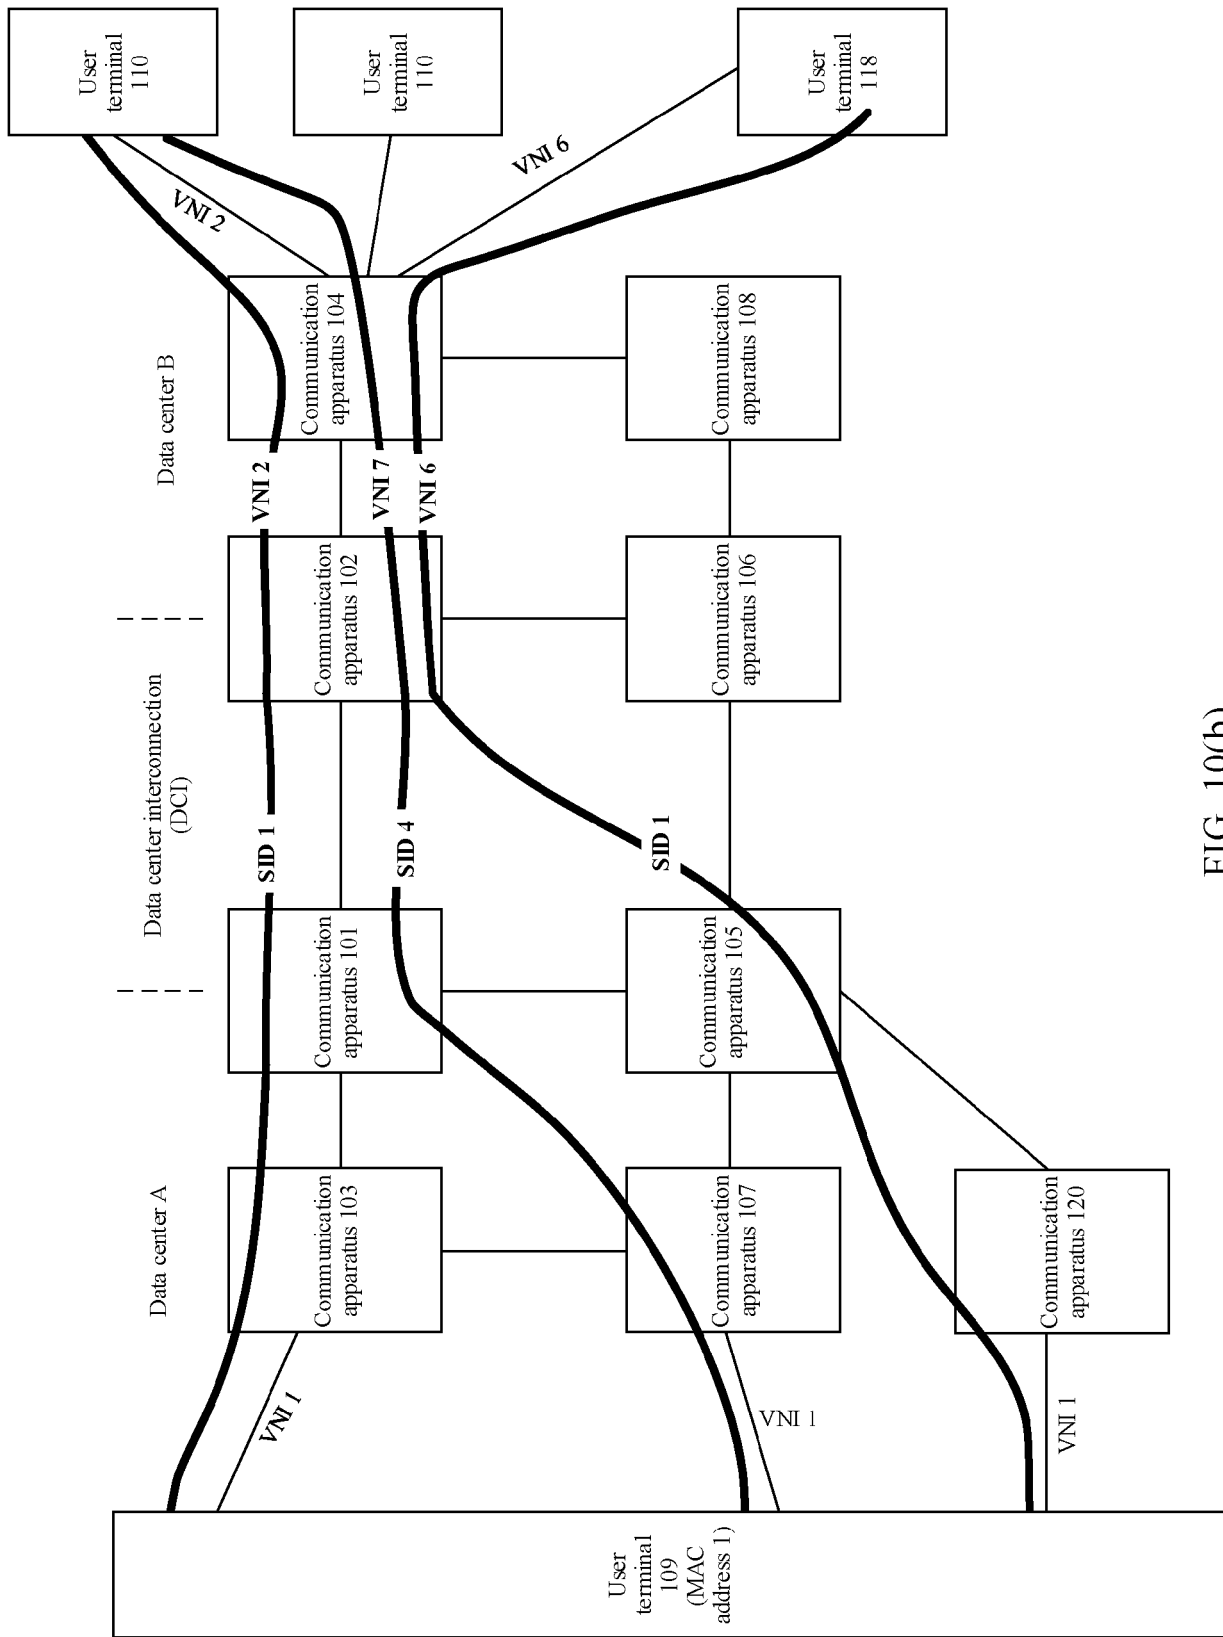 Data center A
Data center interconnection
(DCI)
Data center B
User
terminal
109
(MAC
address 1)
VNI 1
VNI 1
VNI 1
Communication
apparatus 103
Communication
apparatus 107
Communication
apparatus 120
Communication
apparatus 101
Communication
apparatus 105
SID 1
SID 4
SID 1
Communication
apparatus 102
Communication
apparatus 106
VNI 2
VNI 7
VNI 6
Communication
apparatus 104
Communication
apparatus 108
VNI 2
VNI 6
User
terminal
110
User
terminal
110
User
terminal
118
FIG. 10(b)